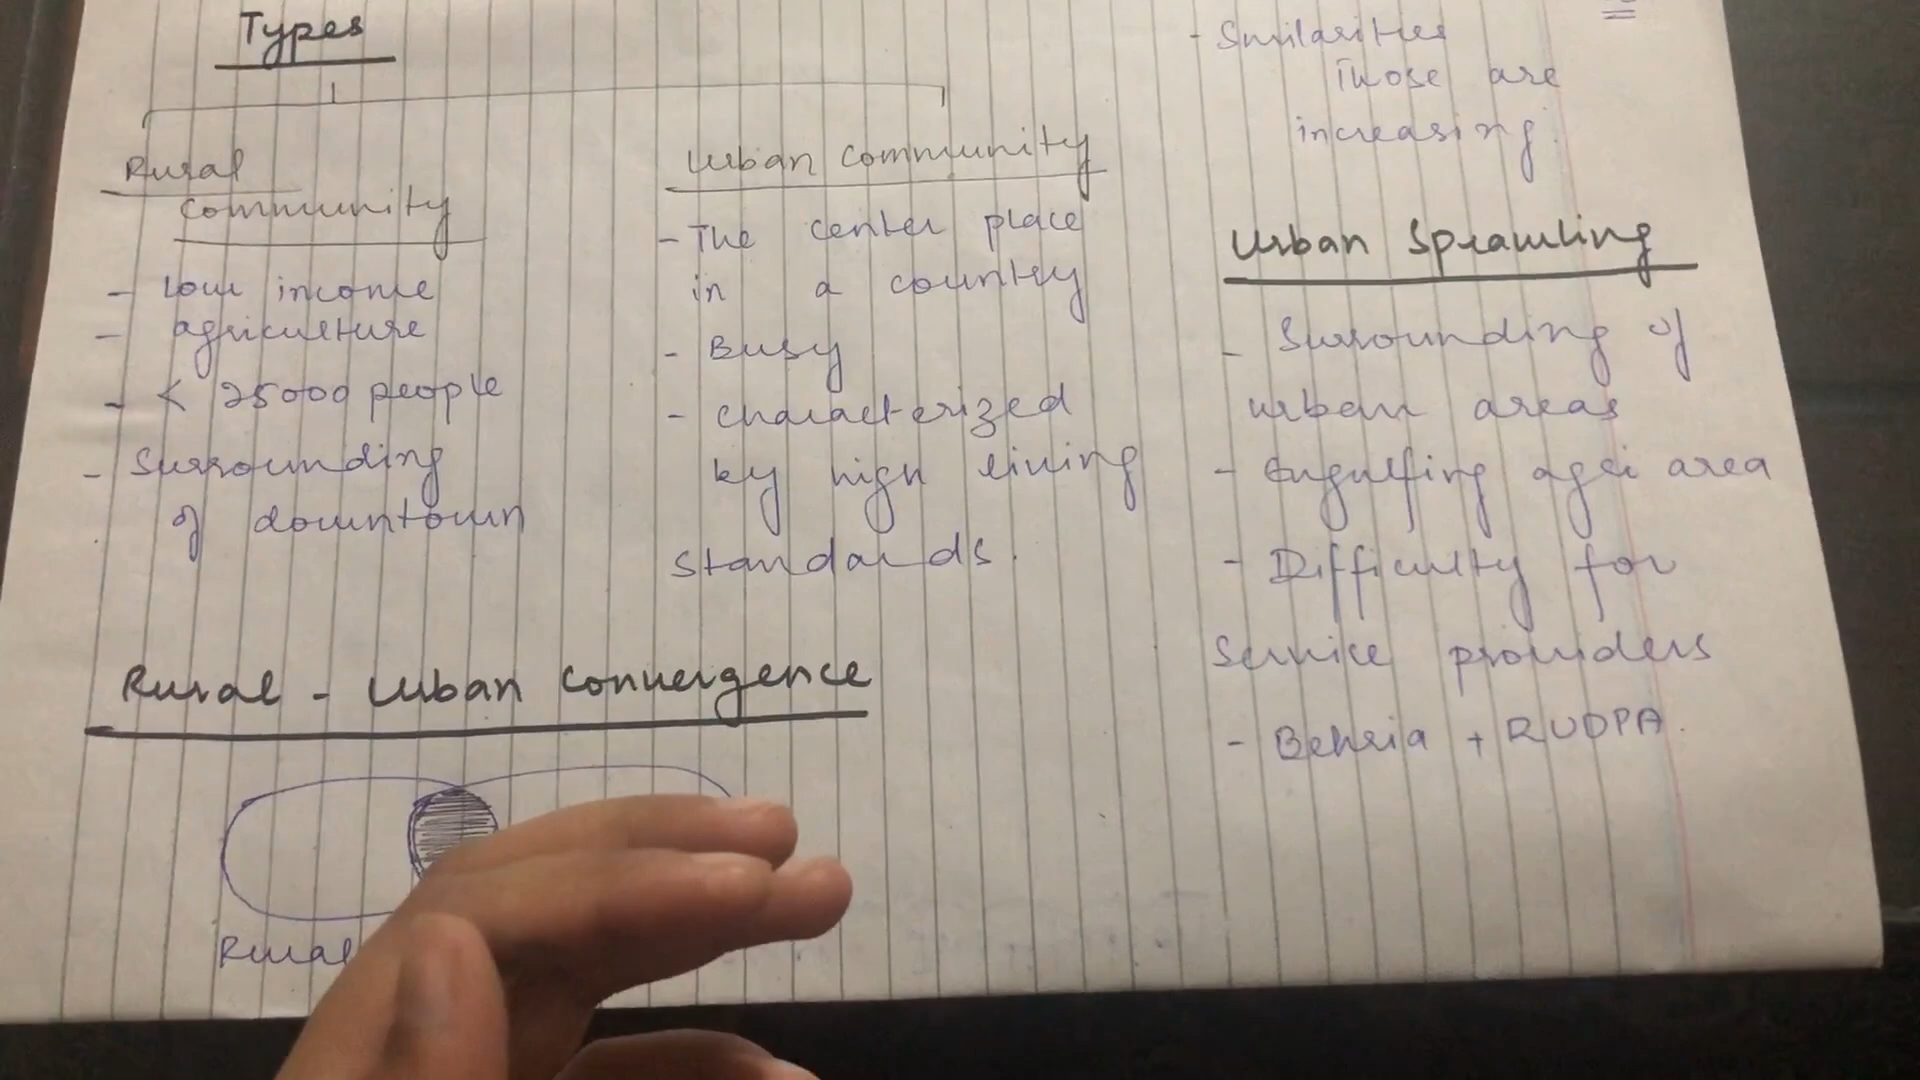 Types
Rural
community
- Low income
- agriculture
- < 25000 people
- Surrounding
of downtown
Urban community
- The center place
in a country
- Busy
- characterized
by high living
standards.
Rural - Urban Convergence
Rural
- Similarities
Those are
increasing.
Urban Sprawling
- Surrounding of
urban areas
- Engulfing agri area
- Difficulty for
Service providers
- Behria + RUDPA.